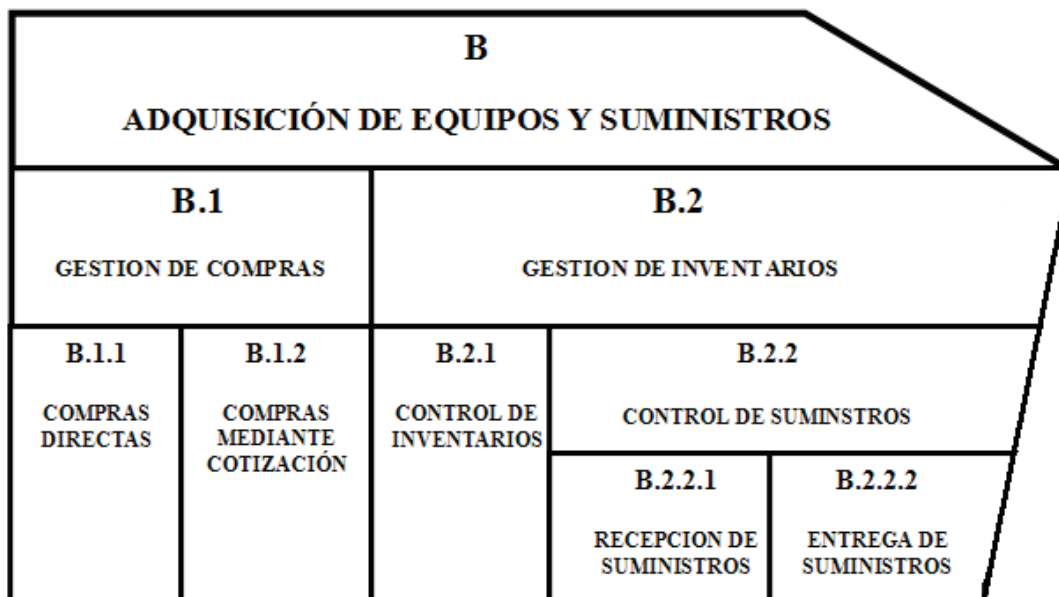 B
ADQUISICIÓN DE EQUIPOS Y SUMINISTROS
B.1
GESTION DE COMPRAS
B.2
GESTION DE INVENTARIOS
B.1.1
COMPRAS
DIRECTAS
B.1.2
COMPRAS
MEDIANTE
COTIZACIÓN
B.2.1
CONTROL DE
INVENTARIOS
B.2.2
CONTROL DE SUMINSTROS
B.2.2.1
RECEPCION DE
SUMINISTROS
B.2.2.2
ENTREGA DE
SUMINISTROS